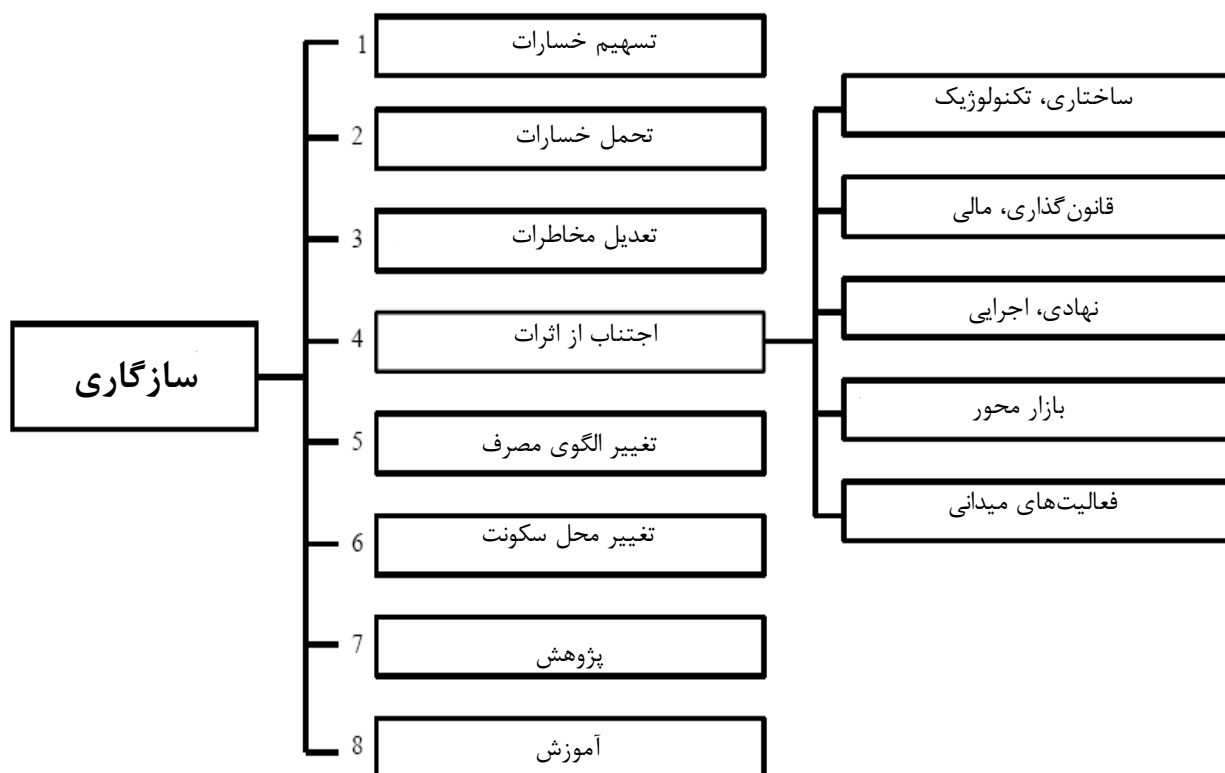 سازگاری
1 تسهیم خسارات
2 تحمل خسارات
3 تعدیل مخاطرات
4 اجتناب از اثرات
5 تغییر الگوی مصرف
6 تغییر محل سکونت
7 پژوهش
8 آموزش
ساختاری، تکنولوژیک
قانون‌گذاری، مالی
نهادی، اجرایی
بازار محور
فعالیت‌های میدانی